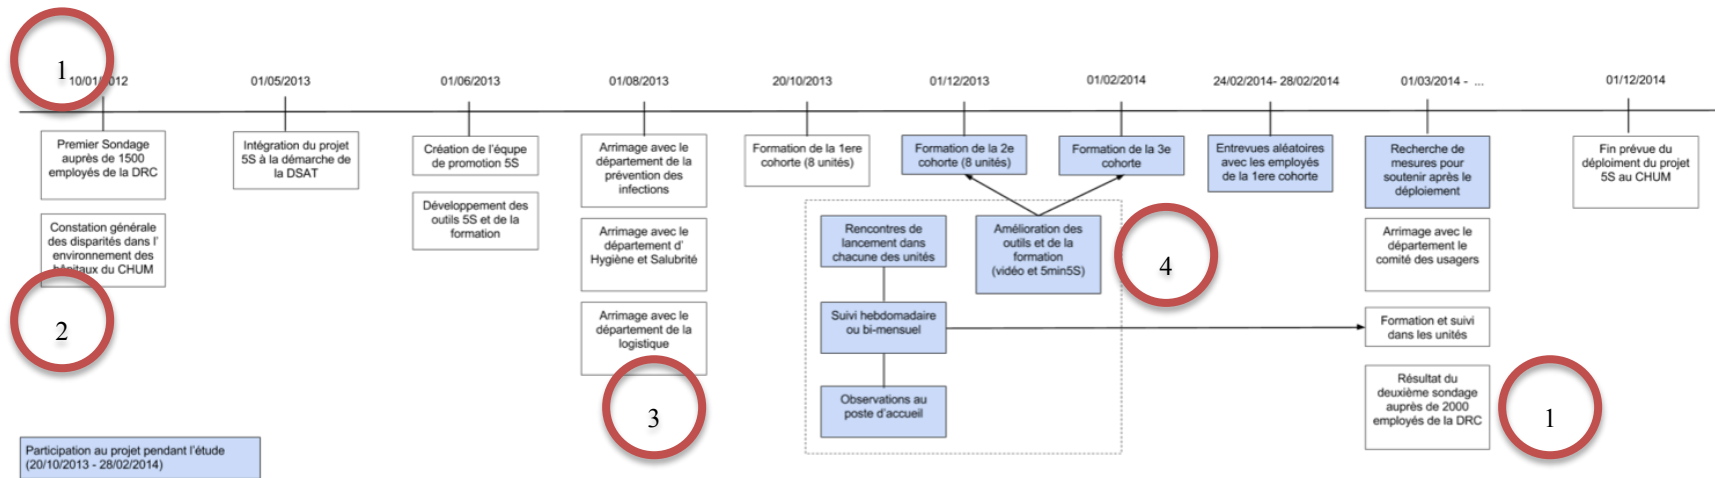 1
10/01/2012
01/05/2013
01/06/2013
01/08/2013
20/10/2013
01/12/2013
01/02/2014
24/02/2014- 28/02/2014
01/03/2014 - ...
01/12/2014
Premier Sondage
auprès de 1500
employés de la DRC
Constation générale
des disparités dans l'
environnement des
hôpitaux du CHUM
2
Intégration du projet
5S à la démarche de
la DSAT
Création de l'équpe
de promotion 5S
Développement des
outils 5S et de la
formation
Arrimage avec le
département de la
prévention des
infections
Arrimage avec le
département d'
Hygiène et Salubrité
Arrimage avec le
département de la
logistique
3
Formation de la 1ere
cohorte (8 unités)
Formation de la 2e
cohorte (8 unités)
Formation de la 3e
cohorte
Rencontres de
lancement dans
chacune des unités
Suivi hebdomadaire
ou bi-mensuel
Observations au
poste d'accueil
Amélioration des
outils et de la
formation
(vidéo et 5min5S)
4
Entrevues aléatoires
avec les employés
de la 1ere cohorte
Recherche de
mesures pour
soutenir après le
déploiement
Arrimage avec le
département le
comité des usagers
Formation et suivi
dans les unités
Résultat du
deuxième sondage
auprès de 2000
employés de la DRC
1
Fin prévue du
déploiment du projet
5S au CHUM
Participation au projet pendant l'étude
(20/10/2013 - 28/02/2014)